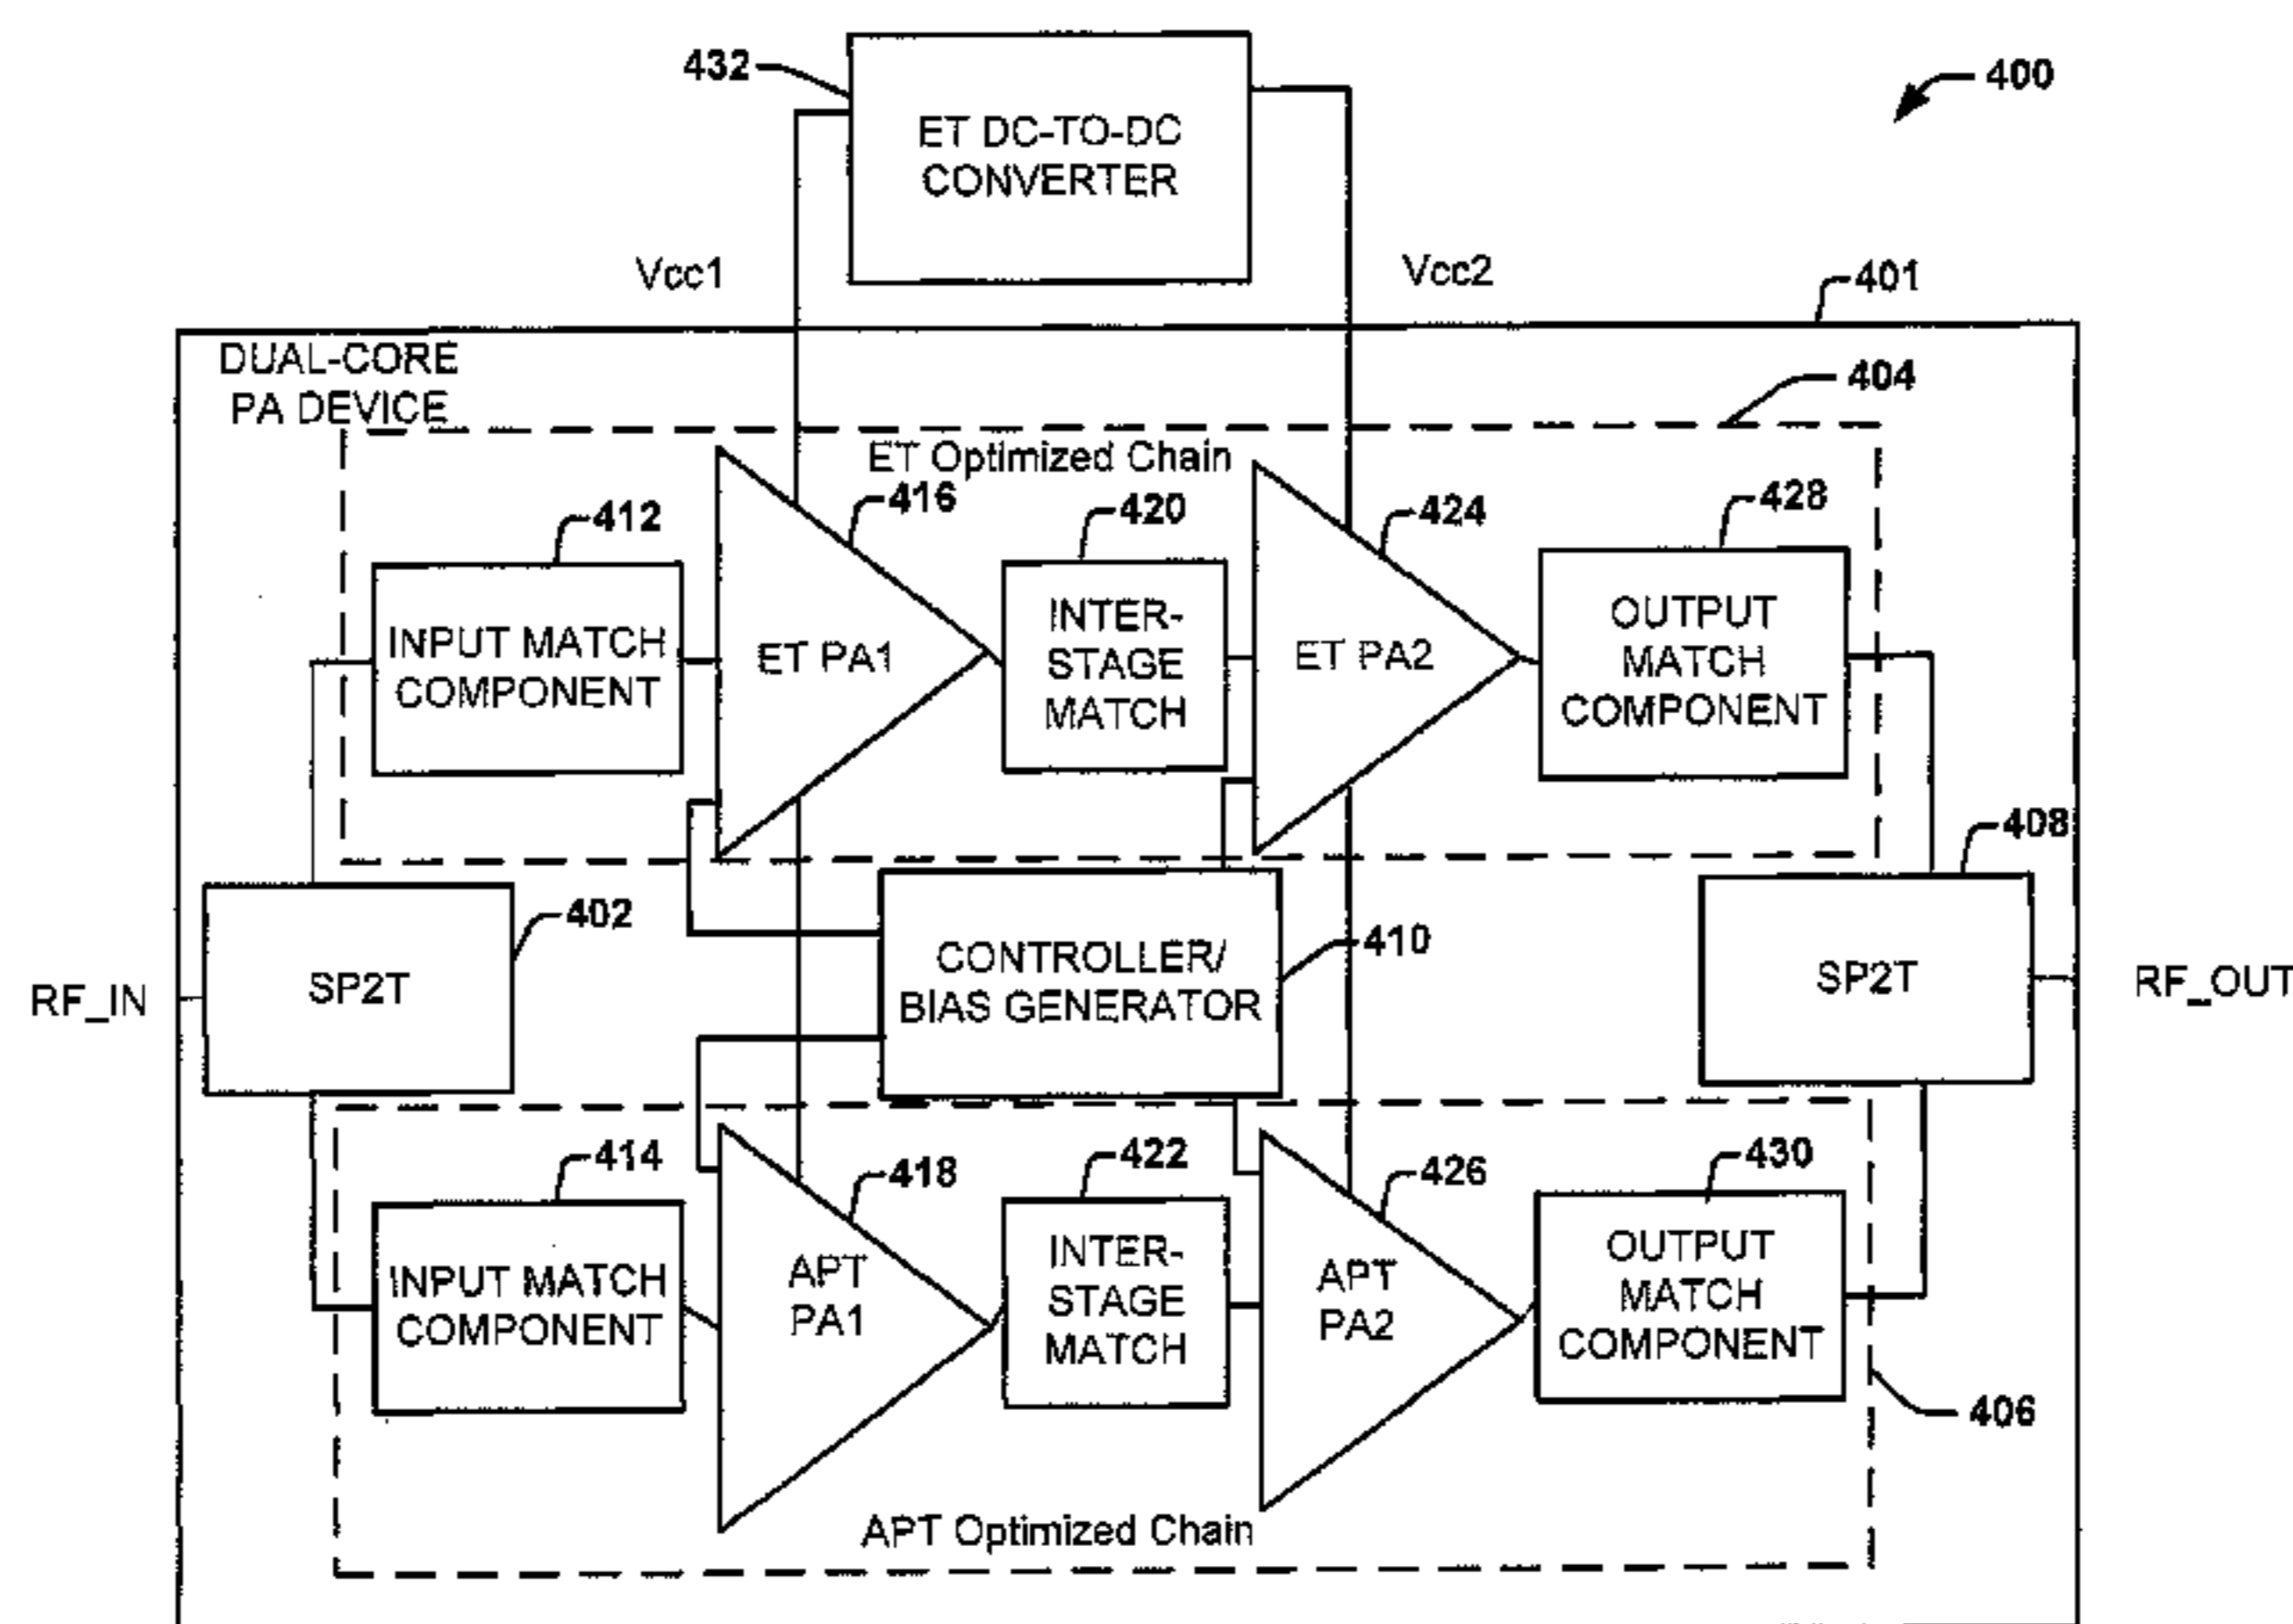 432
400
ET DC-TO-DC
CONVERTER
Vcc1
Vcc2
401
DUAL-CORE
PA DEVICE
404
ET Optimized Chain
412
416
420
424
428
INPUT MATCH
COMPONENT
ET PA1
INTER-
STAGE
MATCH
ET PA2
OUTPUT
MATCH
COMPONENT
408
402
410
RF_IN
SP2T
CONTROLLER/
BIAS GENERATOR
SP2T
RF_OUT
414
418
422
426
430
INPUT MATCH
COMPONENT
APT
PA1
INTER-
STAGE
MATCH
APT
PA2
OUTPUT
MATCH
COMPONENT
406
APT Optimized Chain